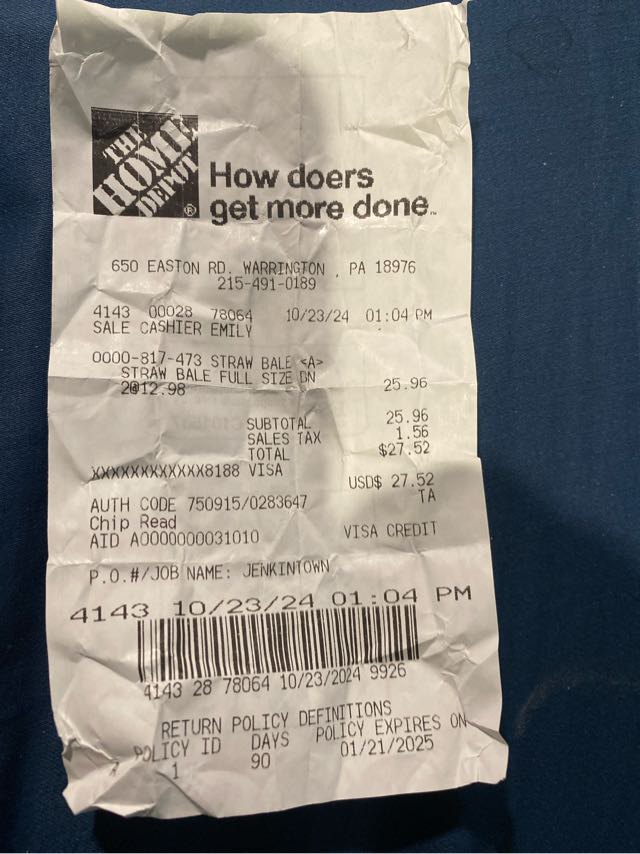 THE
HOME
DEPOT®
How doers
get more done.™
650 EASTON RD. WARRINGTON , PA 18976
215-491-0189
4143 00028 78064 10/23/24 01:04 PM
SALE CASHIER EMILY
0000-817-473 STRAW BALE <A>
STRAW BALE FULL SIZE BN
2@12.98 25.96
SUBTOTAL 25.96
SALES TAX 1.56
TOTAL $27.52
XXXXXXXXXXXX8188 VISA
USD$ 27.52
AUTH CODE 750915/0283647 TA
Chip Read
AID A0000000031010 VISA CREDIT
P.O.#/JOB NAME: JENKINTOWN
4143 10/23/24 01:04 PM
4143 28 78064 10/23/2024 9926
RETURN POLICY DEFINITIONS
POLICY ID DAYS POLICY EXPIRES ON
A 1 90 01/21/2025